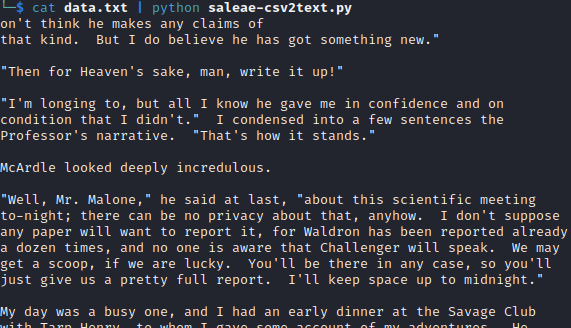 └─$ cat data.txt | python saleae-csv2text.py
on't think he makes any claims of
that kind.  But I do believe he has got something new."

"Then for Heaven's sake, man, write it up!"

"I'm longing to, but all I know he gave me in confidence and on
condition that I didn't."  I condensed into a few sentences the
Professor's narrative.  "That's how it stands."

McArdle looked deeply incredulous.

"Well, Mr. Malone," he said at last, "about this scientific meeting
to-night; there can be no privacy about that, anyhow.  I don't suppose
any paper will want to report it, for Waldron has been reported already
a dozen times, and no one is aware that Challenger will speak.  We may
get a scoop, if we are lucky.  You'll be there in any case, so you'll
just give us a pretty full report.  I'll keep space up to midnight."

My day was a busy one, and I had an early dinner at the Savage Club
with Tarp Henry, to whom I gave some account of my adventures.  He